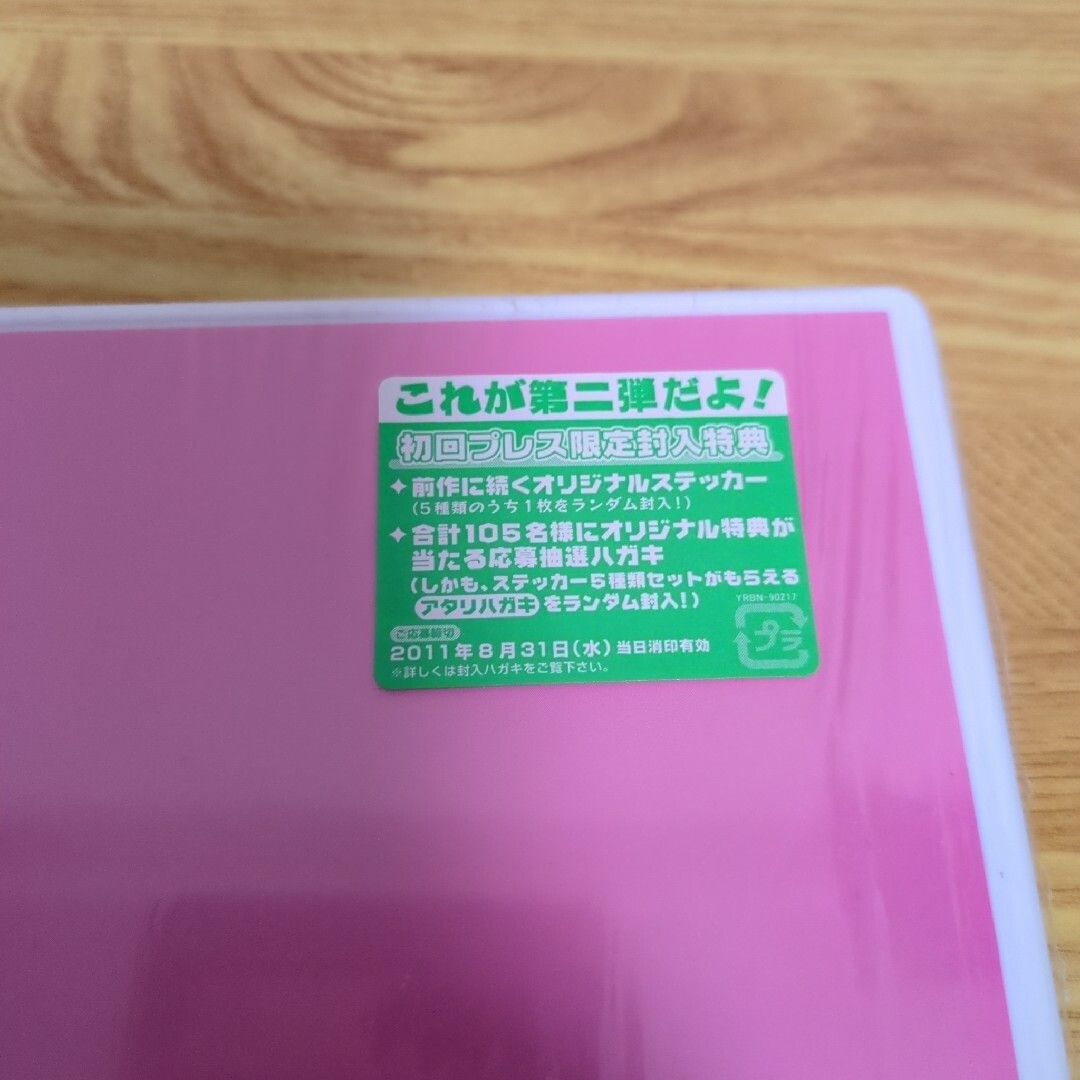 これが第二弾だよ!
初回プレス限定封入特典
✦前作に続くオリジナルステッカー
(5種類のうち1枚をランダム封入!)
✦合計105名様にオリジナル特典が
当たる応募抽選ハガキ
(しかも、ステッカー5種類セットがもらえる
アタリハガキをランダム封入!)
YRBN-90217
プラ
ご応募締切
2011年8月31日(水)当日消印有効
※詳しくは封入ハガキをご覧下さい。